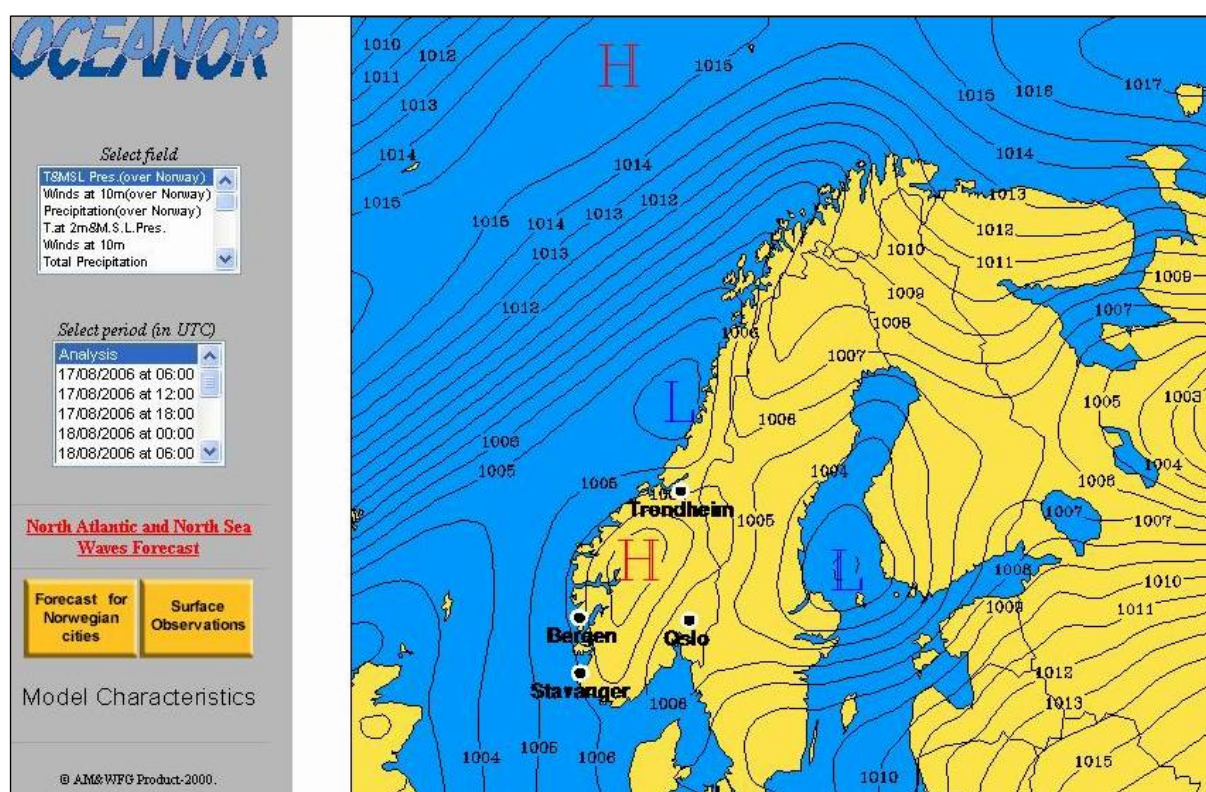 OCEANOR
Select field
T&MSL Pres.(over Norway)
Winds at 10m(over Norway)
Precipitation(over Norway)
T.at 2m&M.S.L.Pres.
Winds at 10m
Total Precipitation
Select period (in UTC)
Analysis
17/08/2006 at 06:00
17/08/2006 at 12:00
17/08/2006 at 18:00
18/08/2006 at 00:00
18/08/2006 at 06:00
North Atlantic and North Sea
Waves Forecast
Forecast for
Norwegian
cities
Surface
Observations
Model Characteristics
© AM&WFG Product-2000.
1010
1012
1011
1013
1014
1015
H
1015
1017
1015
1016
1014
1014
1015
1013
1014
1013
1012
1013
1012
1012
1010
1011
1009
1009
1007
1006
1008
1007
L
1006
1005
1003
1006
1005
1005
1004
1004
1006
Trondheim
1005
1007
1007
H
L
1008
1010
1009
1011
Bergen
Oslo
Stavanger
1012
1006
1013
1004
1005
1006
1015
1010